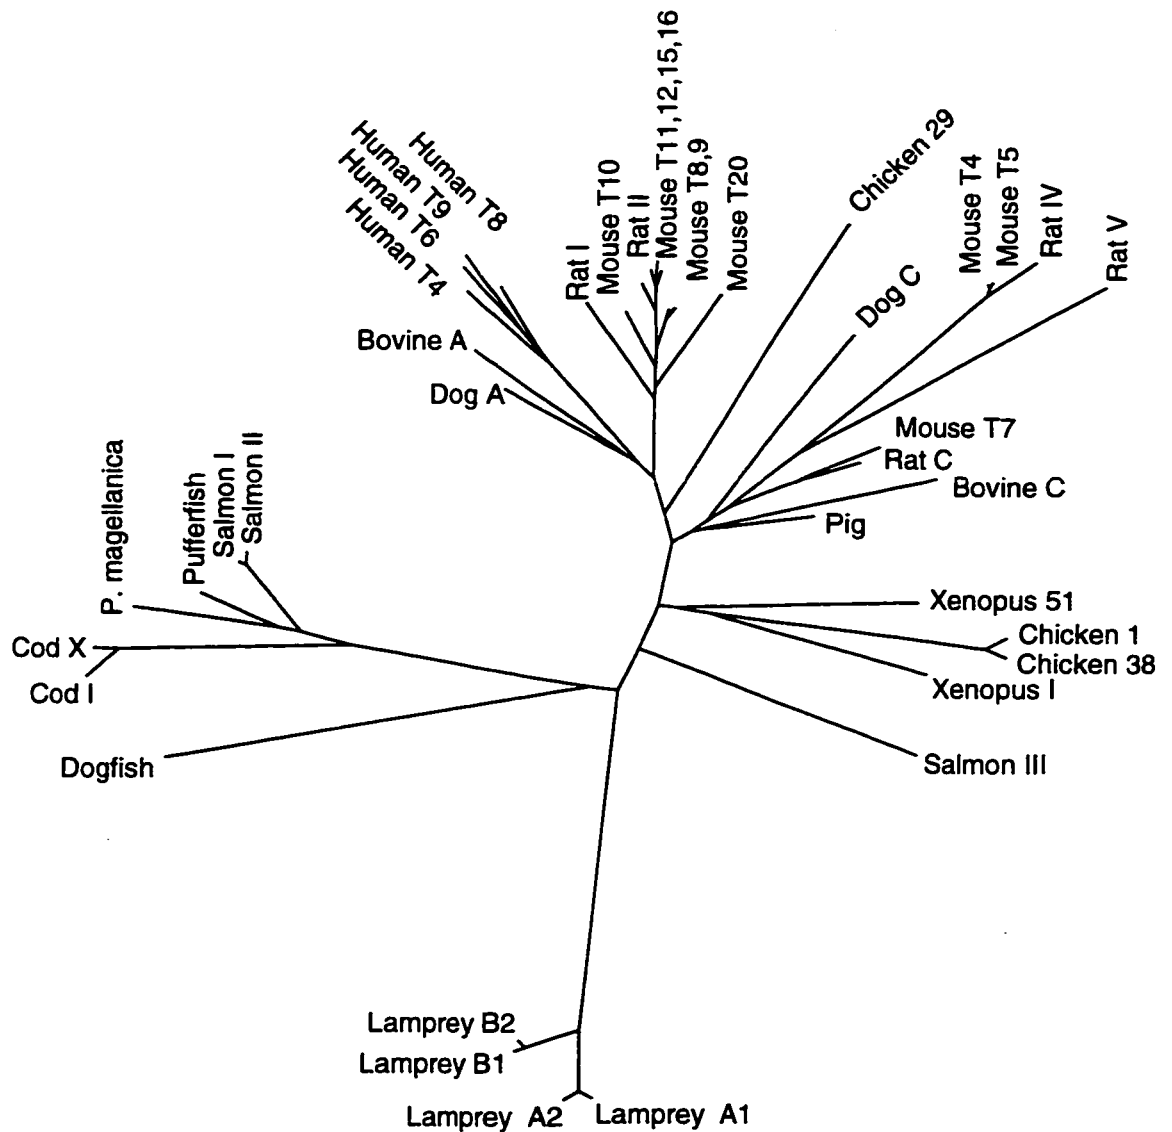 Mouse T11,12,15,16
Chicken 29
Human T8
Human T9
Human T6
Human T4
Rat I
Mouse T10
Rat II
Mouse T8,9
Mouse T20
Mouse T4
Mouse T5
Rat IV
Rat V
Dog C
Bovine A
Dog A
Mouse T7
Rat C
Bovine C
Pig
P. magellanica
Pufferfish
Salmon I
Salmon II
Xenopus 51
Cod X
Chicken 1
Chicken 38
Cod I
Xenopus I
Dogfish
Salmon III
Lamprey B2
Lamprey B1
Lamprey A2
Lamprey A1